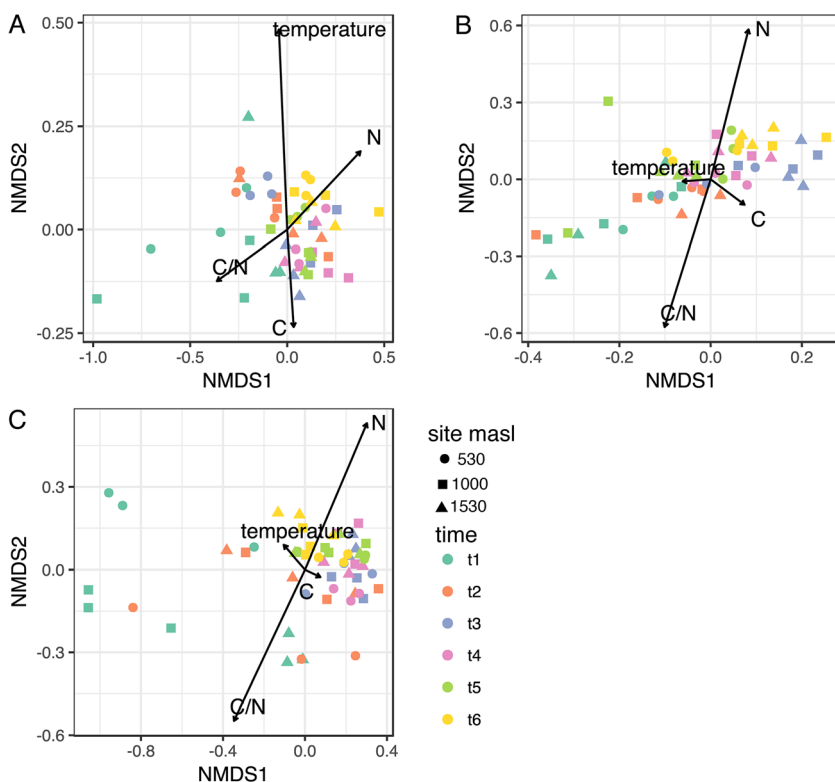 A
0.50
0.25
0.00
-0.25
NMDS2
temperature
N
C/N
C
-1.0
-0.5
0.0
0.5
NMDS1
B
0.6
0.3
0.0
-0.3
-0.6
NMDS2
N
temperature
C
C/N
-0.4
-0.2
0.0
0.2
NMDS1
C
0.3
0.0
-0.3
-0.6
NMDS2
N
temperature
C
C/N
-0.8
-0.4
0.0
0.4
NMDS1
site masl
530
1000
1530
time
t1
t2
t3
t4
t5
t6